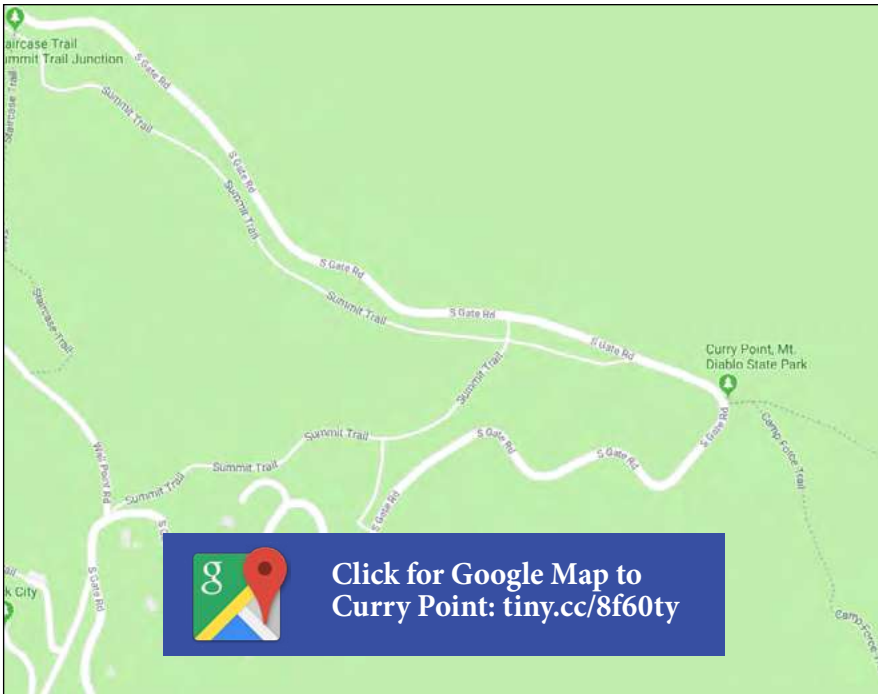 aircase Trail
ummit Trail Junction
S Gate Rd
Summit Trail
Staircase Trail
S Gate Rd
Summit Trail
S Gate Rd
Staircase Trail
Summit Trail
S Gate Rd
S Gate Rd
Curry Point, Mt.
Diablo State Park
Summit Trail
S Gate Rd
Camp Force Trail
Summit Trail
S Gate Rd
S Gate Rd
Wall Point Rd
Summit Trail
Summit Trail
S Gate Rd
S G
ail
k City
S Gate Rd
g
Click for Google Map to
Curry Point: tiny.cc/8f60ty
Camp Force T